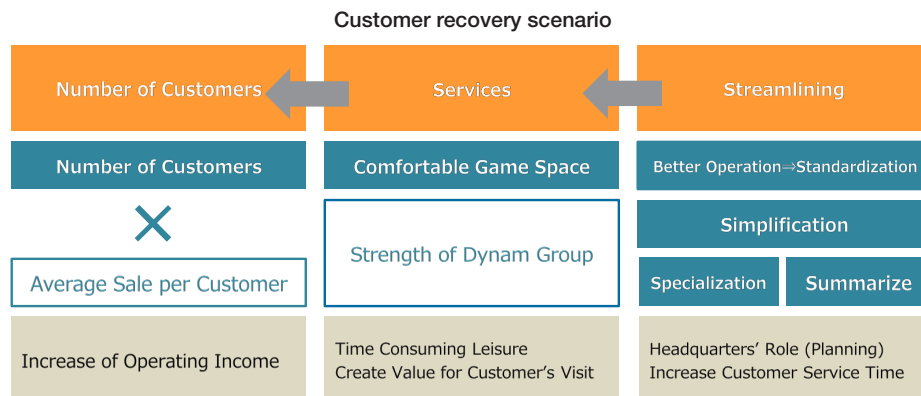 Customer recovery scenario
Number of Customers
Services
Streamlining
Number of Customers
Comfortable Game Space
Better Operation⇒Standardization
×
Strength of Dynam Group
Simplification
Average Sale per Customer
Specialization
Summarize
Increase of Operating Income
Time Consuming Leisure
Create Value for Customer's Visit
Headquarters' Role (Planning)
Increase Customer Service Time